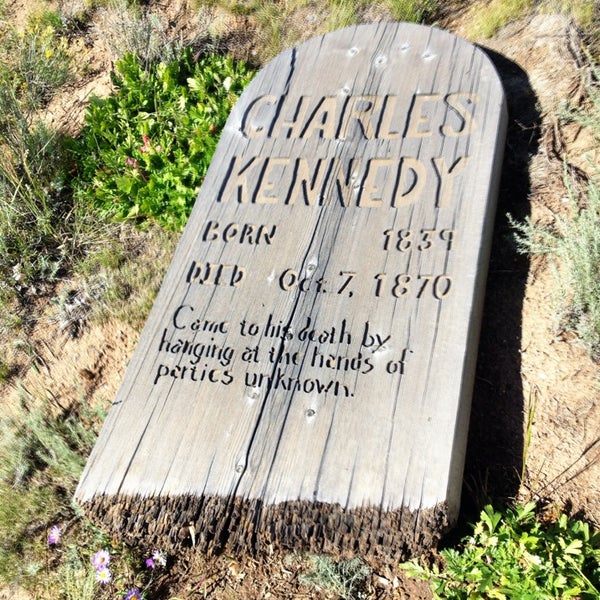 CHARLES
KENNEDY
BORN 1839
DIED Oct. 7, 1870
Came to his death by
hanging at the hands of
parties unknown.